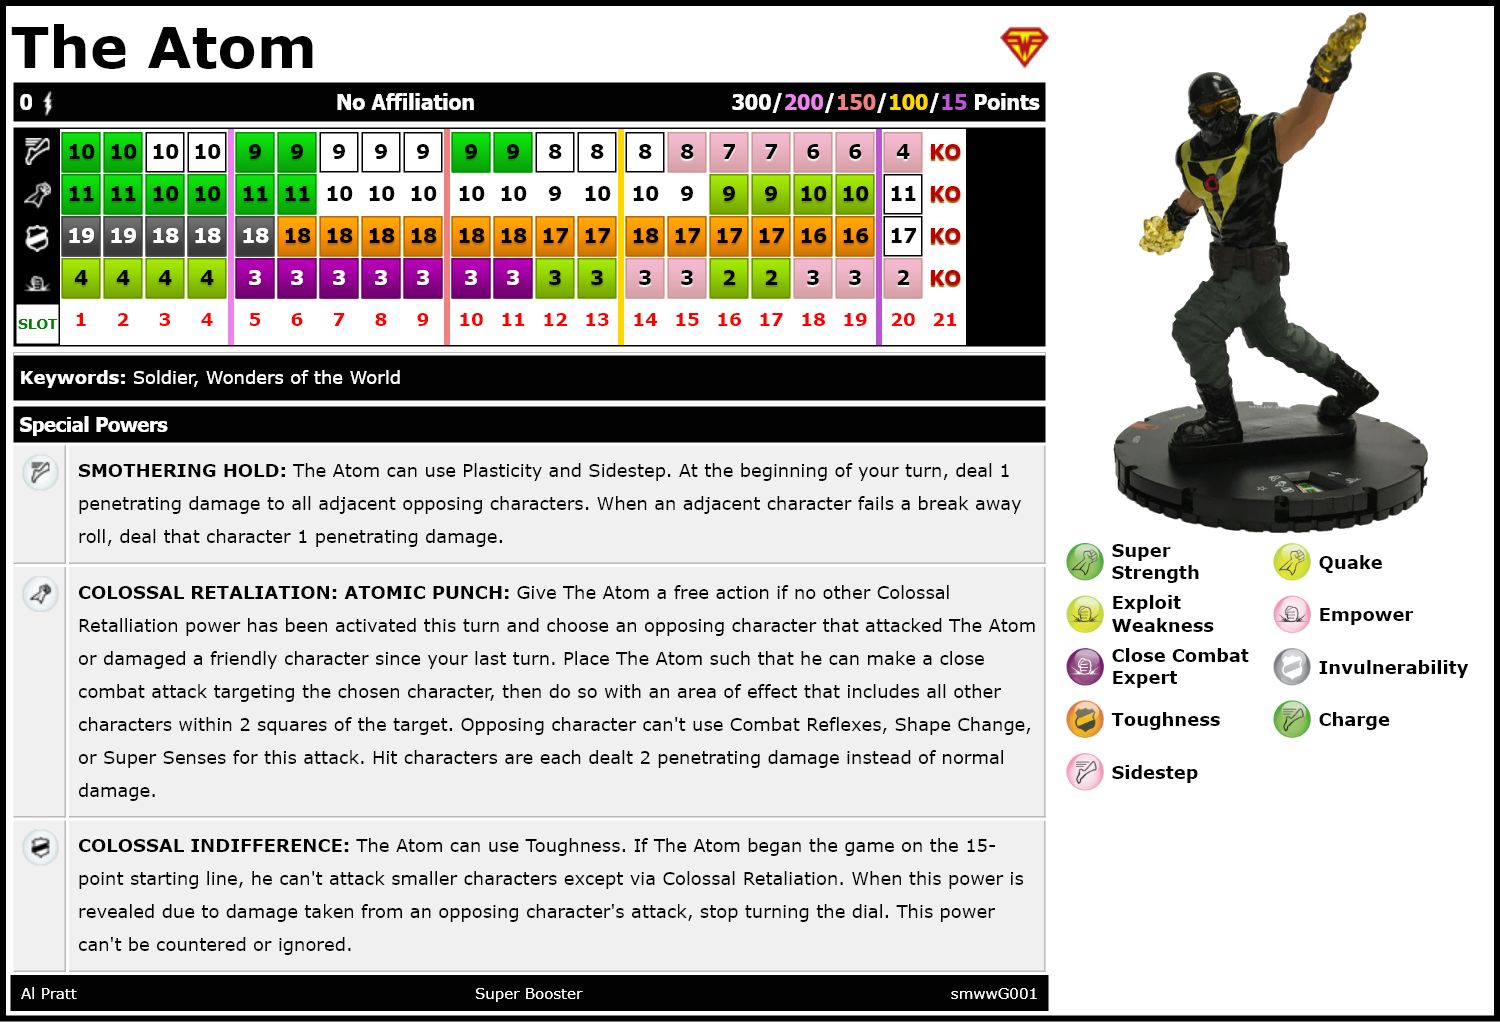 The Atom
0 No Affiliation 300/200/150/100/15 Points
10 10 10 10 9 9 9 9 9 9 9 8 8 8 8 7 7 6 6 4 KO
11 11 10 10 11 11 10 10 10 10 10 9 10 10 9 9 9 10 10 11 KO
19 19 18 18 18 18 18 18 18 18 18 17 17 18 17 17 17 16 16 17 KO
4 4 4 4 3 3 3 3 3 3 3 3 3 3 3 2 2 3 3 2 KO
SLOT 1 2 3 4 5 6 7 8 9 10 11 12 13 14 15 16 17 18 19 20 21
Keywords: Soldier, Wonders of the World
Special Powers
SMOTHERING HOLD: The Atom can use Plasticity and Sidestep. At the beginning of your turn, deal 1
penetrating damage to all adjacent opposing characters. When an adjacent character fails a break away
roll, deal that character 1 penetrating damage.
COLOSSAL RETALIATION: ATOMIC PUNCH: Give The Atom a free action if no other Colossal
Retalliation power has been activated this turn and choose an opposing character that attacked The Atom
or damaged a friendly character since your last turn. Place The Atom such that he can make a close
combat attack targeting the chosen character, then do so with an area of effect that includes all other
characters within 2 squares of the target. Opposing character can't use Combat Reflexes, Shape Change,
or Super Senses for this attack. Hit characters are each dealt 2 penetrating damage instead of normal
damage.
COLOSSAL INDIFFERENCE: The Atom can use Toughness. If The Atom began the game on the 15-
point starting line, he can't attack smaller characters except via Colossal Retaliation. When this power is
revealed due to damage taken from an opposing character's attack, stop turning the dial. This power
can't be countered or ignored.
Al Pratt Super Booster smwwG001
Super
Strength
Quake
Exploit
Weakness
Empower
Close Combat
Expert
Invulnerability
Toughness
Charge
Sidestep